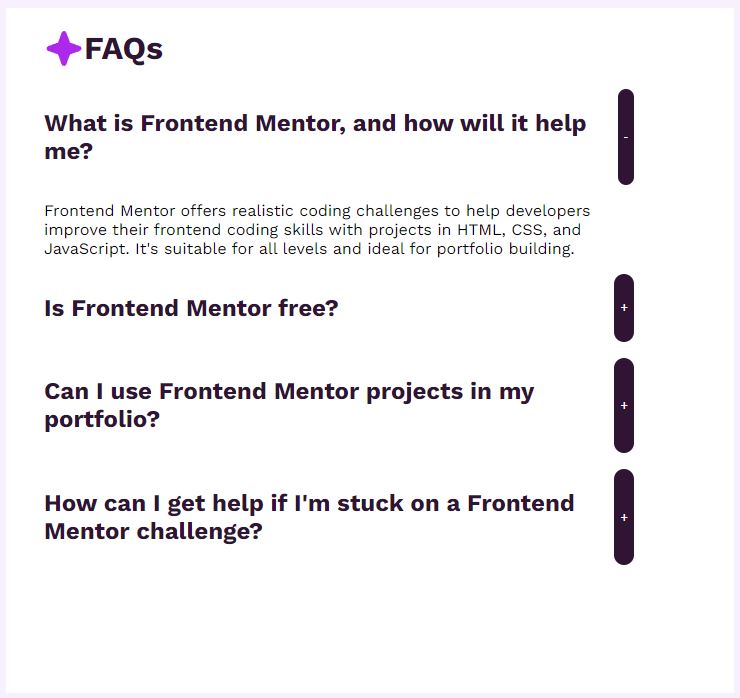 FAQs
What is Frontend Mentor, and how will it help
me?
-
Frontend Mentor offers realistic coding challenges to help developers
improve their frontend coding skills with projects in HTML, CSS, and
JavaScript. It's suitable for all levels and ideal for portfolio building.
Is Frontend Mentor free?
+
Can I use Frontend Mentor projects in my
portfolio?
+
How can I get help if I'm stuck on a Frontend
Mentor challenge?
+